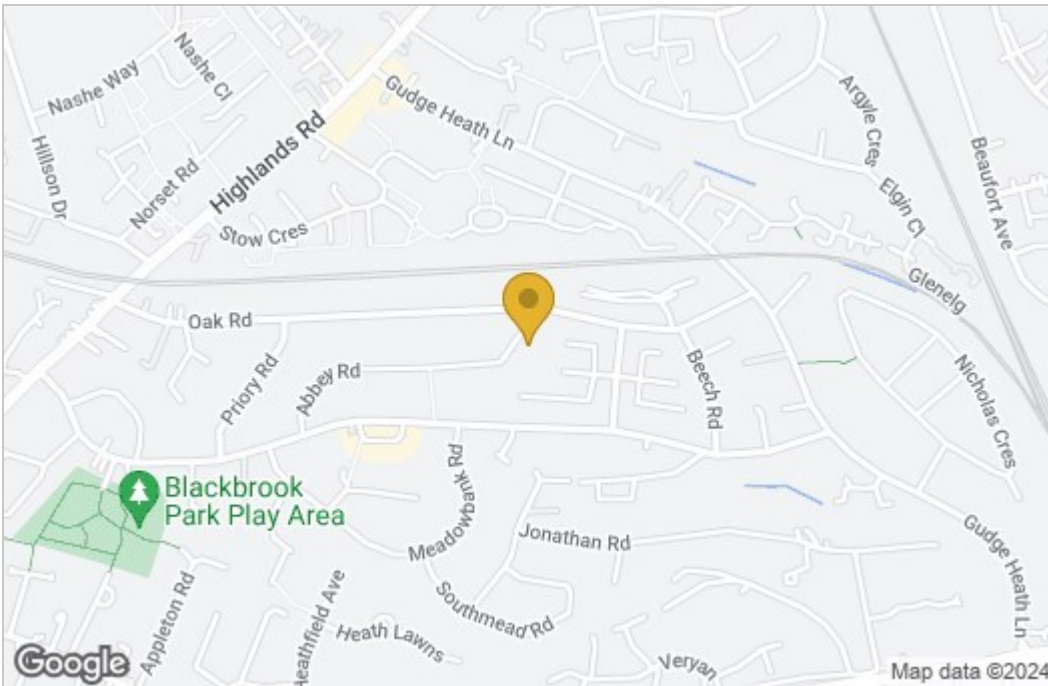 Nashe Way
Nashe Cl
Hillson Dr
Norset Rd
Highlands Rd
Gudge Heath Ln
Stow Cres
Argyle Cres
Elgin Cl
Beaufort Ave
Glenelg
Oak Rd
Priory Rd
Abbey Rd
Beech Rd
Nicholas Cres
Blackbrook
Park Play Area
Meadowbank Rd
Jonathan Rd
Gudge Heath Ln
Appleton Rd
Heathfield Ave
Southmead Rd
Heath Lawns
Veryan
Google
Map data ©2024